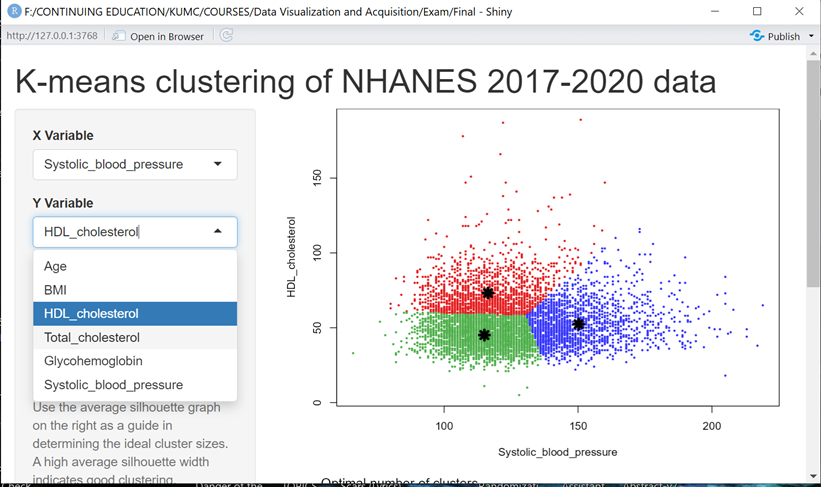 F:/CONTINUING EDUCATION/KUMC/COURSES/Data Visualization and Acquisition/Exam/Final - Shiny
http://127.0.0.1:3768
Open in Browser
Publish
K-means clustering of NHANES 2017-2020 data
X Variable
Systolic_blood_pressure
Y Variable
HDL_cholesterol
Age
BMI
HDL_cholesterol
Total_cholesterol
Glycohemoglobin
Systolic_blood_pressure
Use the average silhouette graph
on the right as a guide in
determining the ideal cluster sizes.
A high average silhouette width
indicates good clustering.
HDL_cholesterol
150
100
50
0
100 150 200
Systolic_blood_pressure
Optimal number of clusters